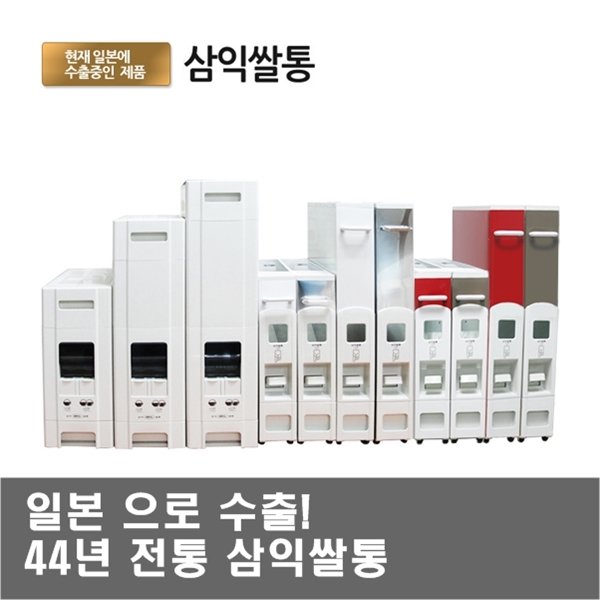 현재 일본에
수출중인 제품
삼익쌀통
일본 으로 수출!
44년 전통 삼익쌀통